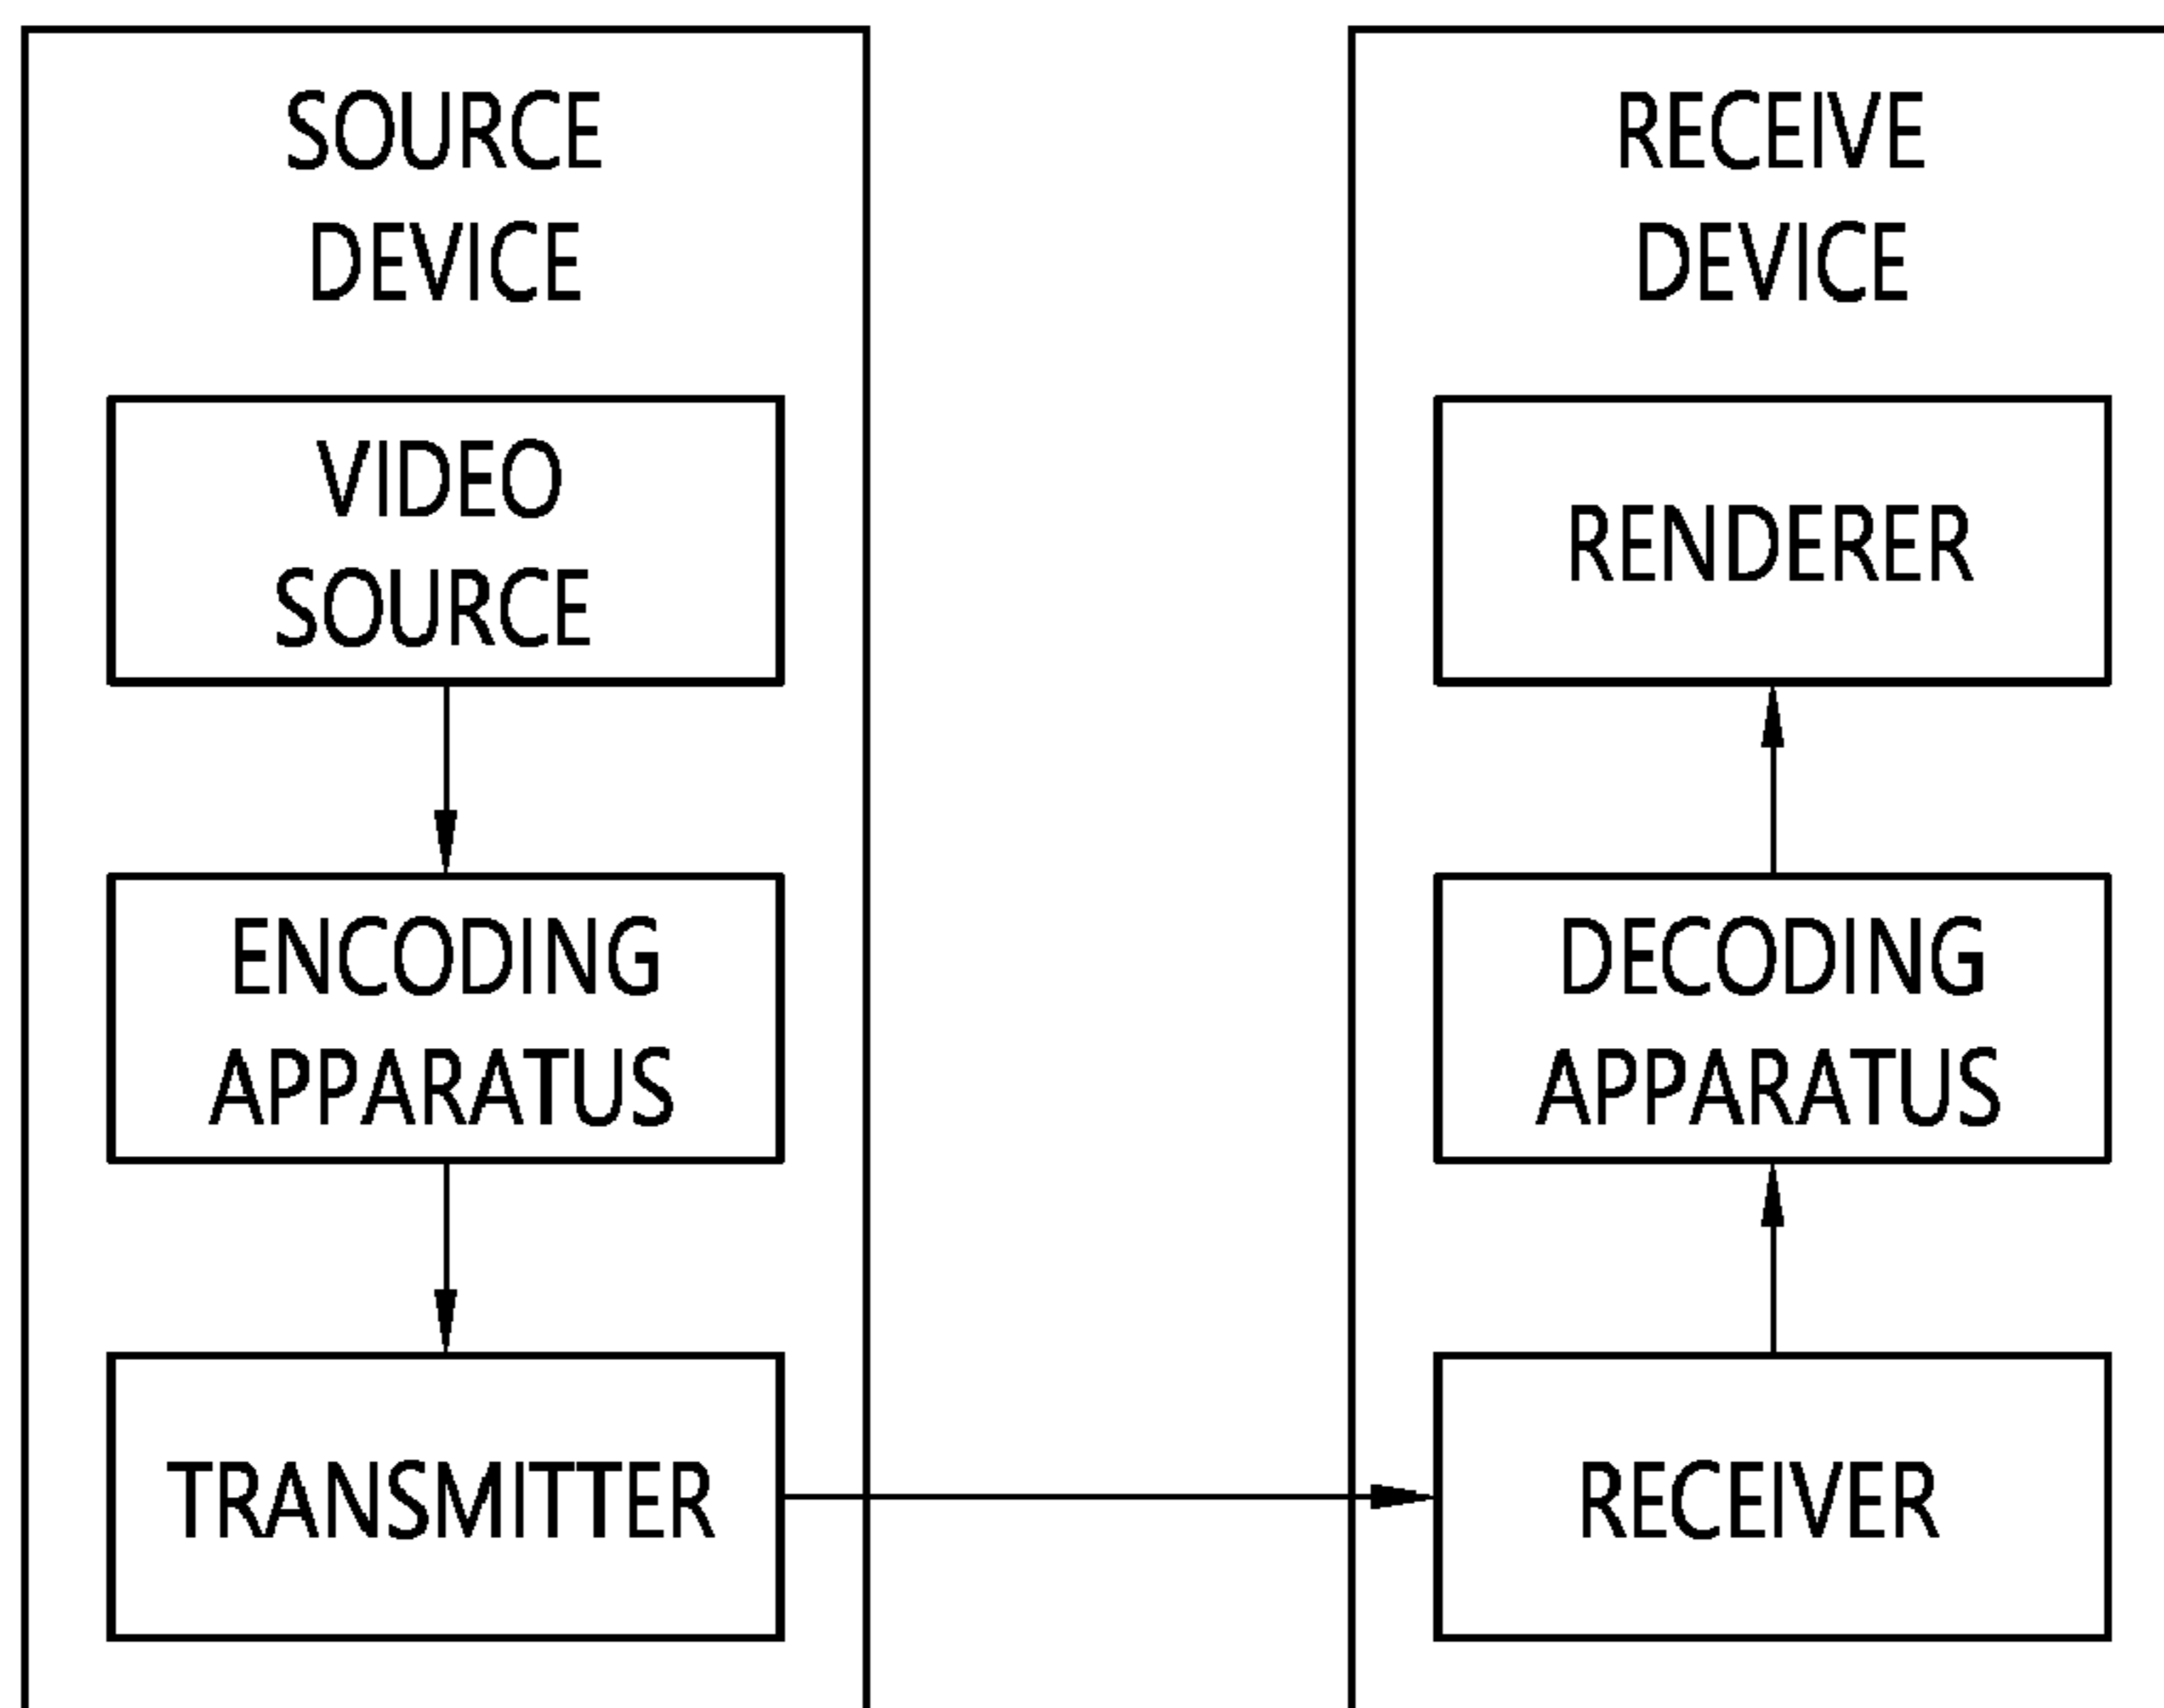 SOURCE
DEVICE
VIDEO
SOURCE
ENCODING
APPARATUS
TRANSMITTER
RECEIVE
DEVICE
RENDERER
DECODING
APPARATUS
RECEIVER